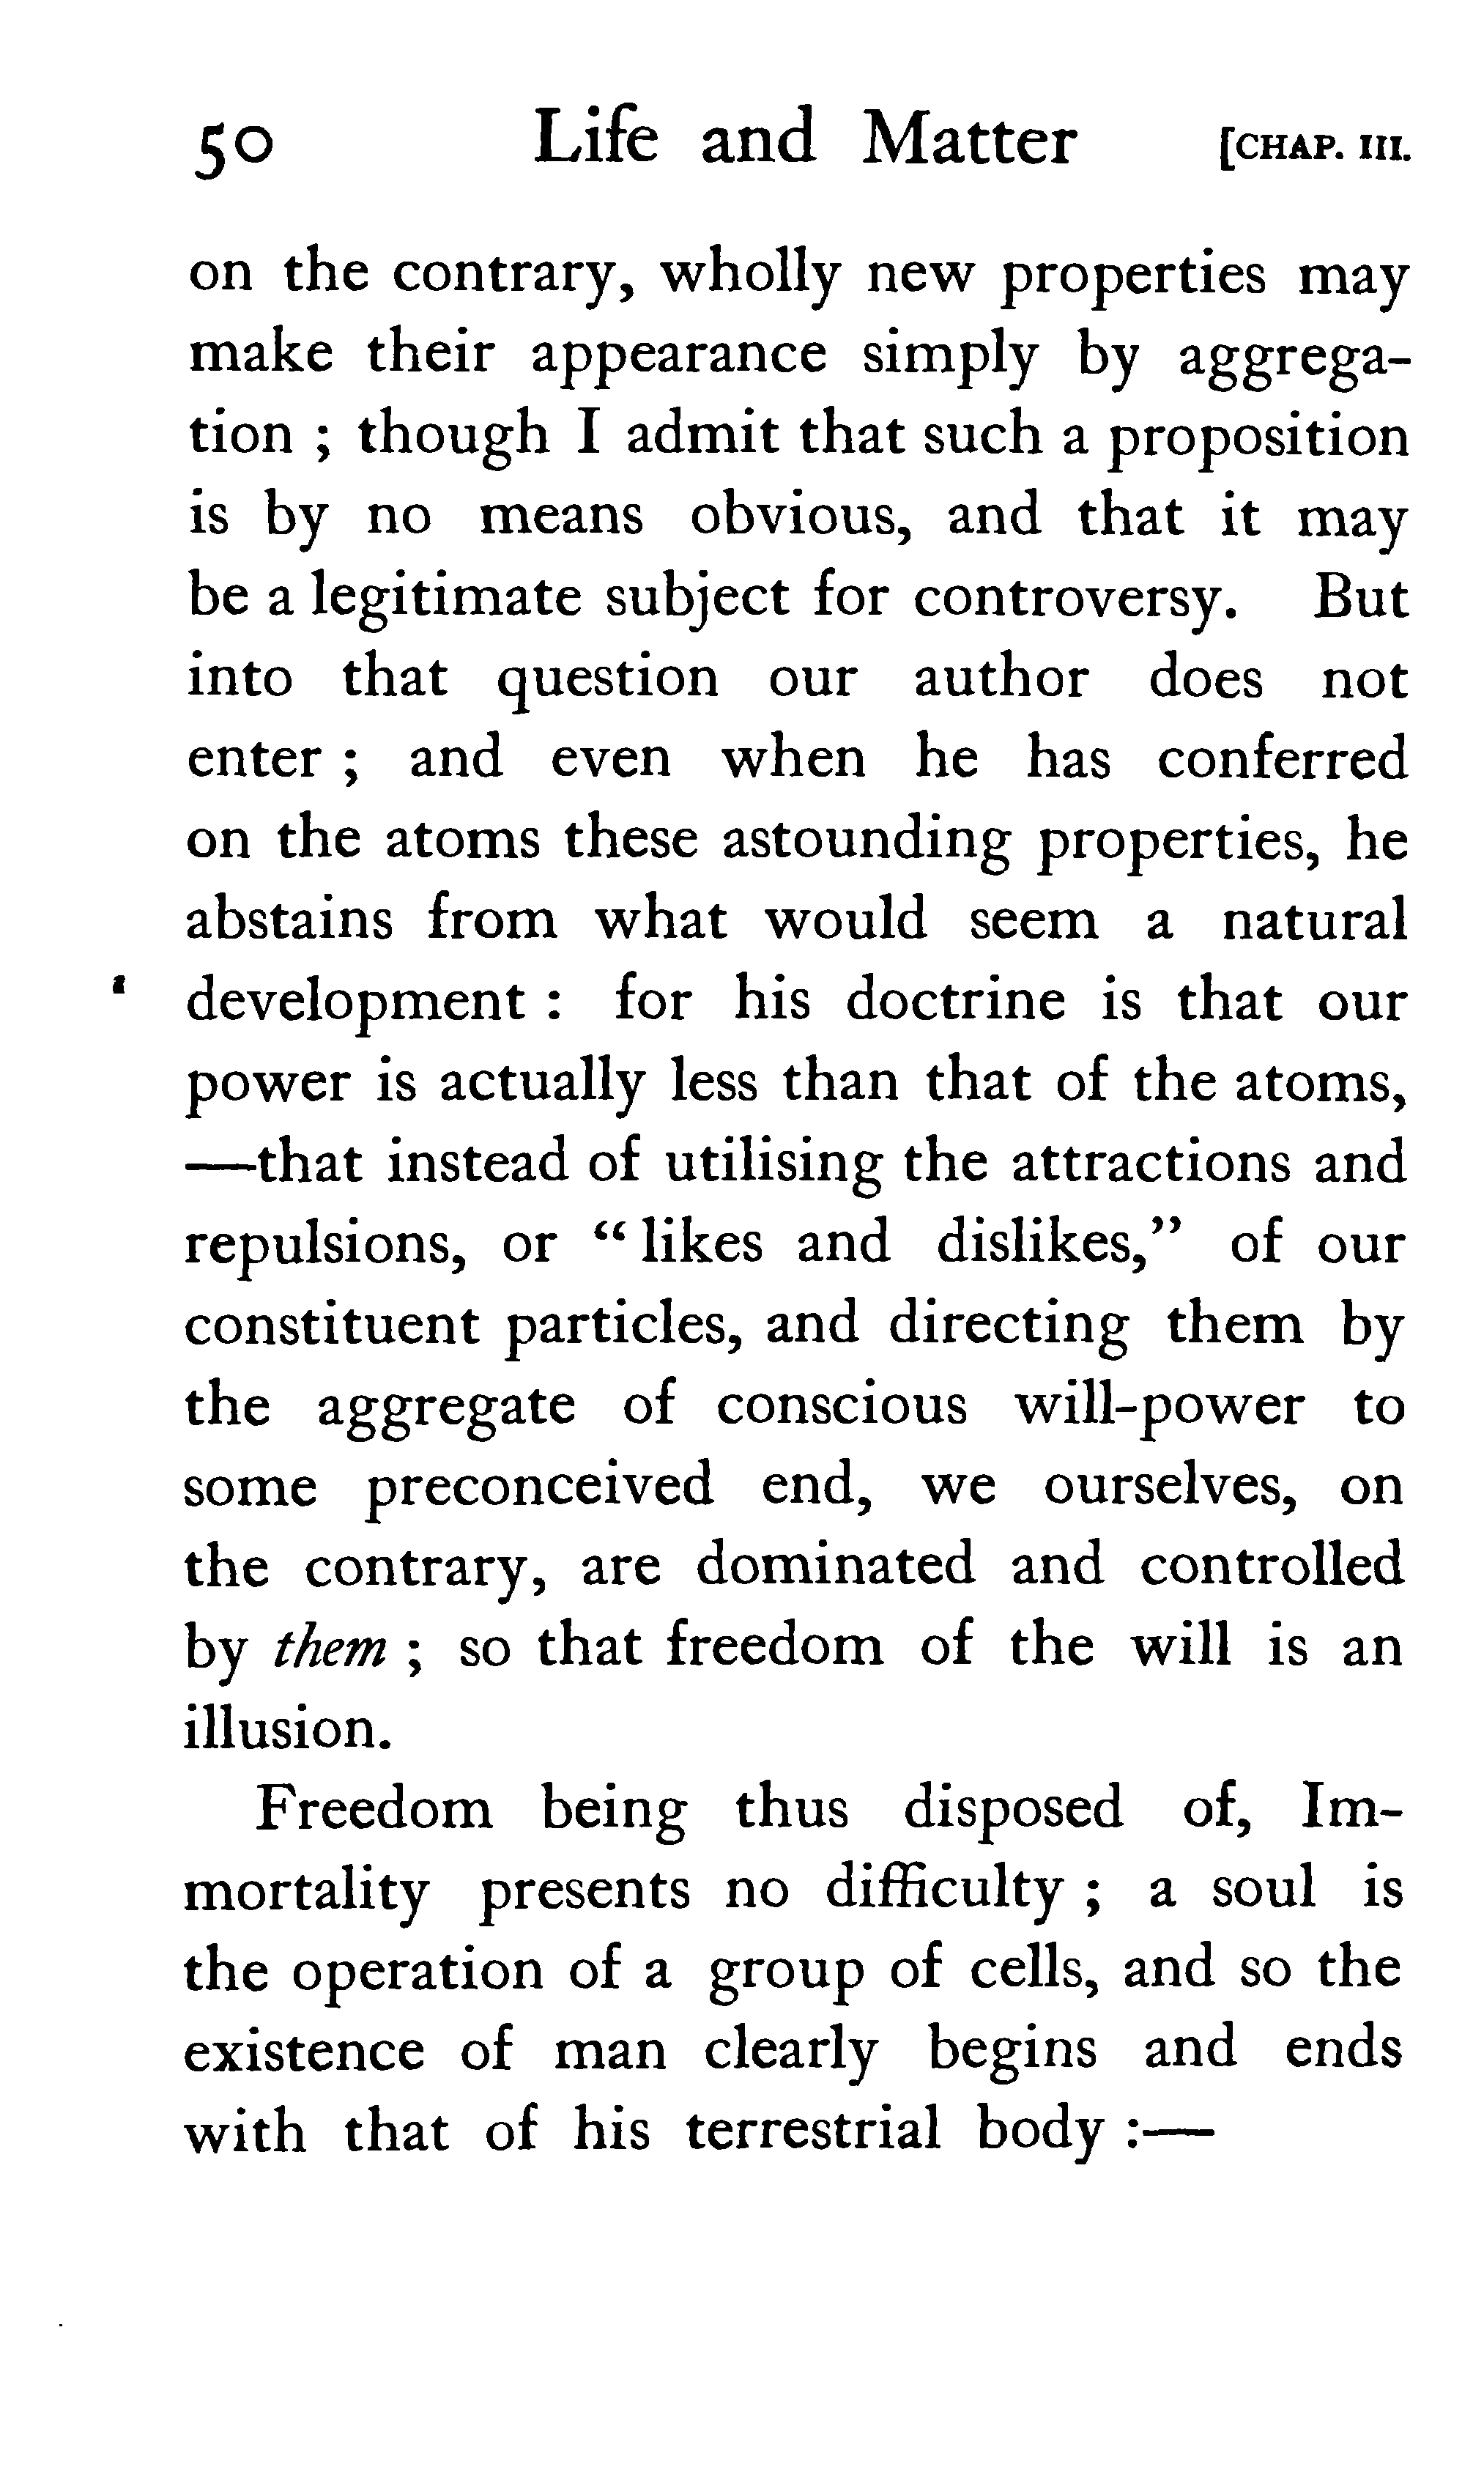 50 Life and Matter [CHAP. III.
on the contrary, wholly new properties may
make their appearance simply by aggrega-
tion ; though I admit that such a proposition
is by no means obvious, and that it may
be a legitimate subject for controversy. But
into that question our author does not
enter ; and even when he has conferred
on the atoms these astounding properties, he
abstains from what would seem a natural
development : for his doctrine is that our
power is actually less than that of the atoms,
—that instead of utilising the attractions and
repulsions, or “ likes and dislikes,” of our
constituent particles, and directing them by
the aggregate of conscious will-power to
some preconceived end, we ourselves, on
the contrary, are dominated and controlled
by them ; so that freedom of the will is an
illusion.
Freedom being thus disposed of, Im-
mortality presents no difficulty ; a soul is
the operation of a group of cells, and so the
existence of man clearly begins and ends
with that of his terrestrial body :—